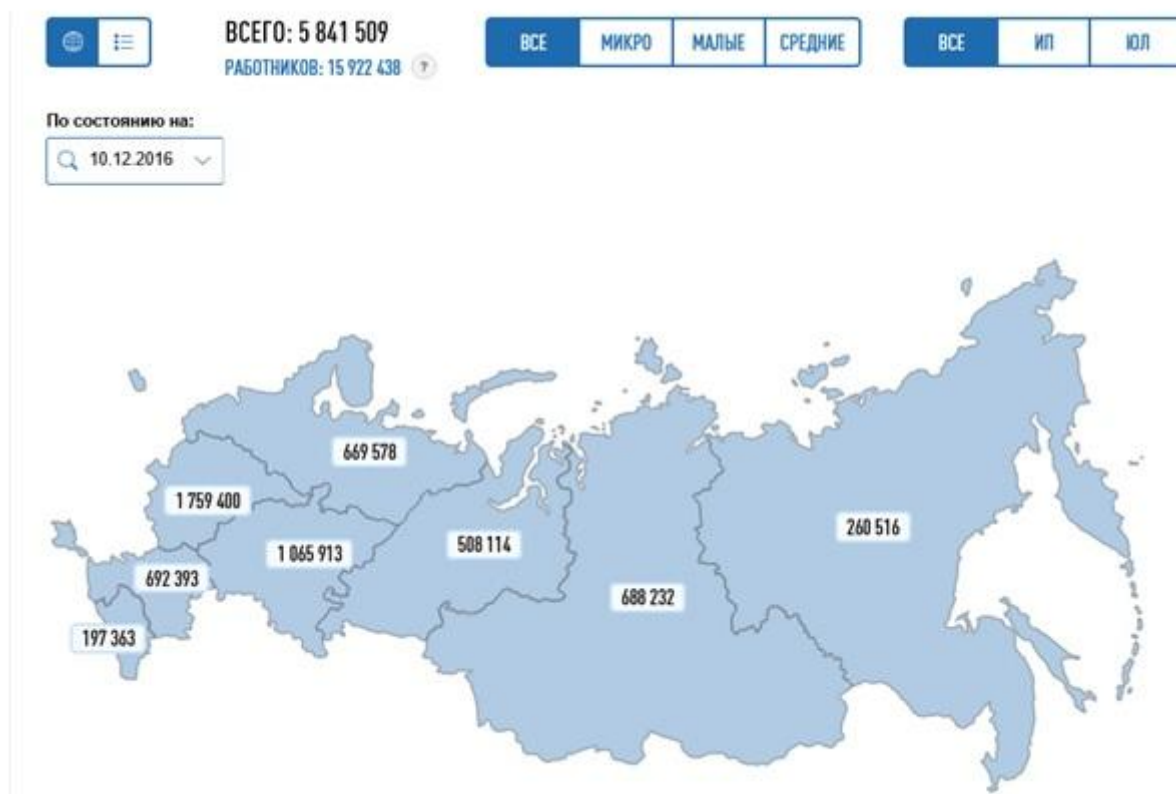 ВСЕГО: 5 841 509
РАБОТНИКОВ: 15 922 438 ?
ВСЕ МИКРО МАЛЫЕ СРЕДНИЕ
ВСЕ ИП ЮЛ
По состоянию на:
10.12.2016
669 578
1 759 400
1 065 913
508 114
260 516
692 393
688 232
197 363